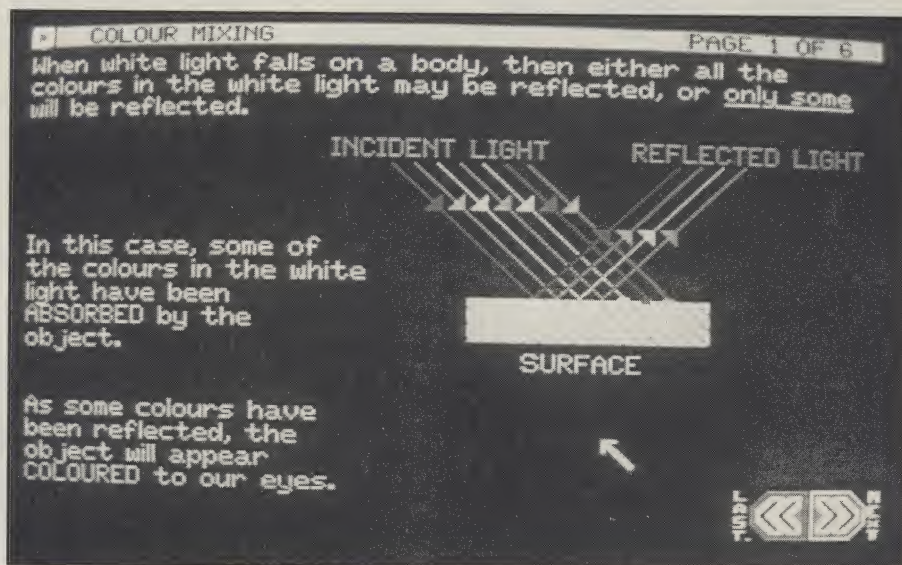 COLOUR MIXING
PAGE 1 OF 6
When white light falls on a body, then either all the
colours in the white light may be reflected, or only some
will be reflected.
INCIDENT LIGHT
REFLECTED LIGHT
In this case, some of
the colours in the white
light have been
ABSORBED by the
object.
SURFACE
As some colours have
been reflected, the
object will appear
COLOURED to our eyes.
LAST
NEXT